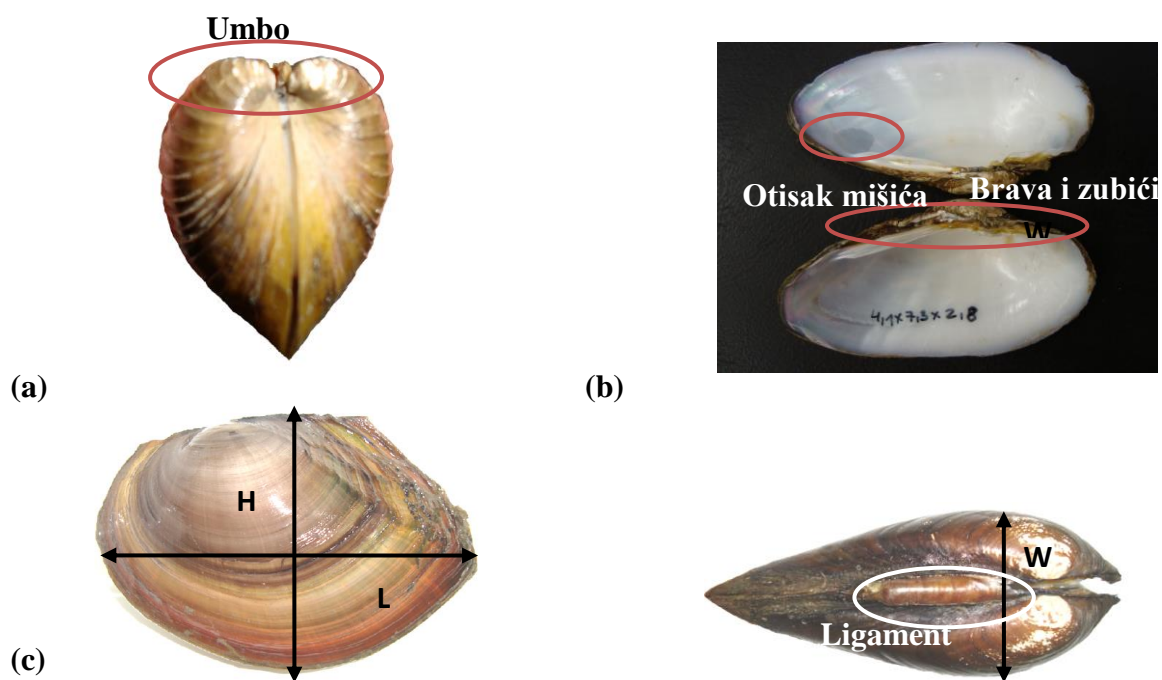 Umbo
Otisak mišića
Brava i zubići
W
4,1x7,3x2,8
(a)
(b)
H
L
W
Ligament
(c)